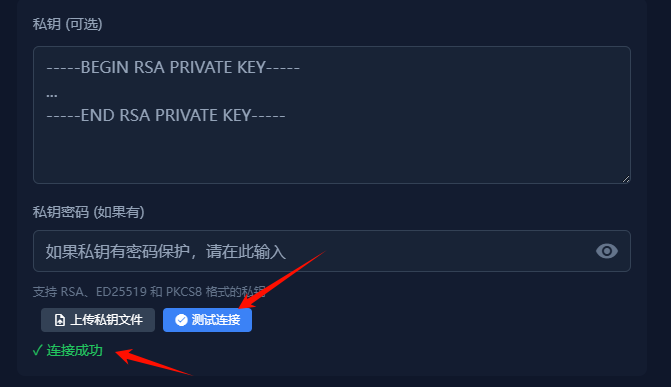 私钥 (可选)
-----BEGIN RSA PRIVATE KEY-----
...
-----END RSA PRIVATE KEY-----
私钥密码 (如果有)
如果私钥有密码保护，请在此输入
支持 RSA、ED25519 和 PKCS8 格式的私钥
上传私钥文件 测试连接
✓ 连接成功